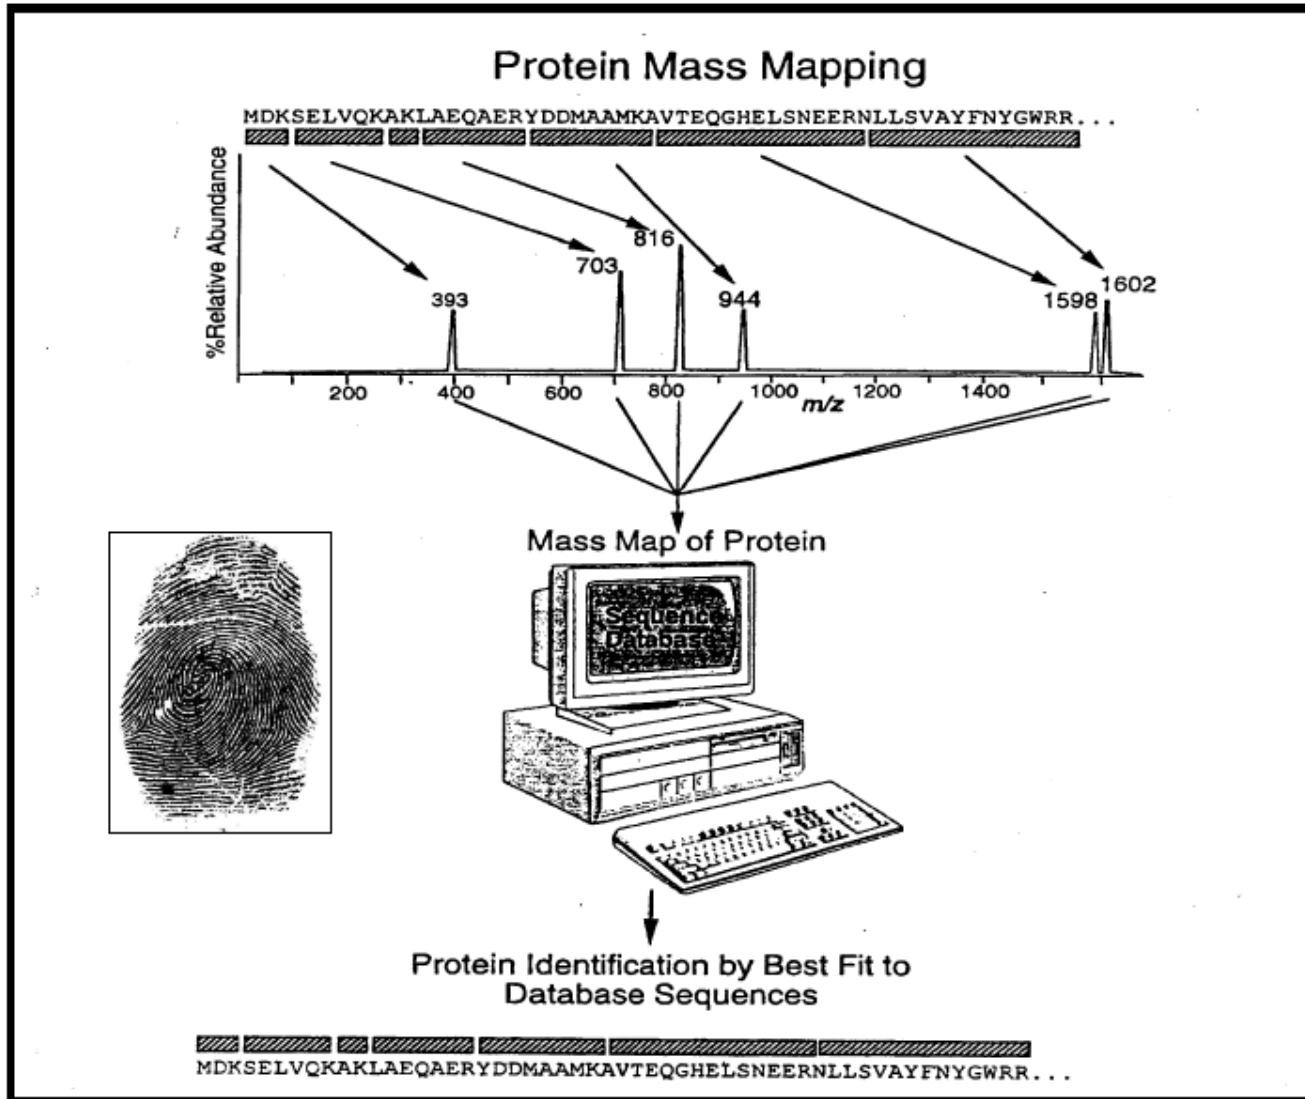 Protein Mass Mapping
MDKSELVQKAKLAEQAERYDDMAAMKAVTEQGHELSNEERNLLSVAYFNYGWRR...
%Relative Abundance
393
703
816
944
1598
1602
200 400 600 800 1000 1200 1400
m/z
Mass Map of Protein
Sequence
Database
Protein Identification by Best Fit to
Database Sequences
MDKSELVQKAKLAEQAERYDDMAAMKAVTEQGHELSNEERNLLSVAYFNYGWRR...